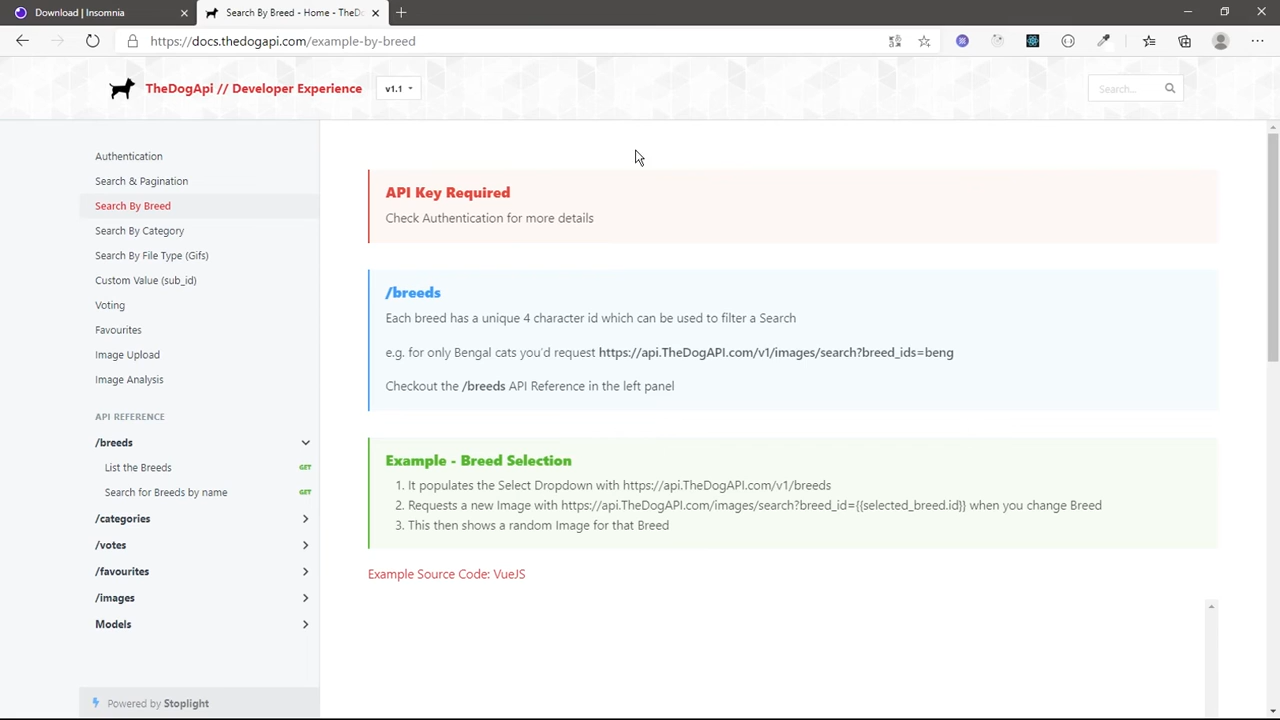 Download | Insomnia
Search By Breed - Home - TheDo
https://docs.thedogapi.com/example-by-breed
TheDogApi // Developer Experience
v1.1
Search...
Authentication
Search & Pagination
Search By Breed
Search By Category
Search By File Type (Gifs)
Custom Value (sub_id)
Voting
Favourites
Image Upload
Image Analysis
API REFERENCE
/breeds
List the Breeds GET
Search for Breeds by name GET
/categories
/votes
/favourites
/images
Models
Powered by Stoplight
API Key Required
Check Authentication for more details
/breeds
Each breed has a unique 4 character id which can be used to filter a Search
e.g. for only Bengal cats you'd request https://api.TheDogAPI.com/v1/images/search?breed_ids=beng
Checkout the /breeds API Reference in the left panel
Example - Breed Selection
1. It populates the Select Dropdown with https://api.TheDogAPI.com/v1/breeds
2. Requests a new Image with https://api.TheDogAPI.com/images/search?breed_id={{selected_breed.id}} when you change Breed
3. This then shows a random Image for that Breed
Example Source Code: VueJS